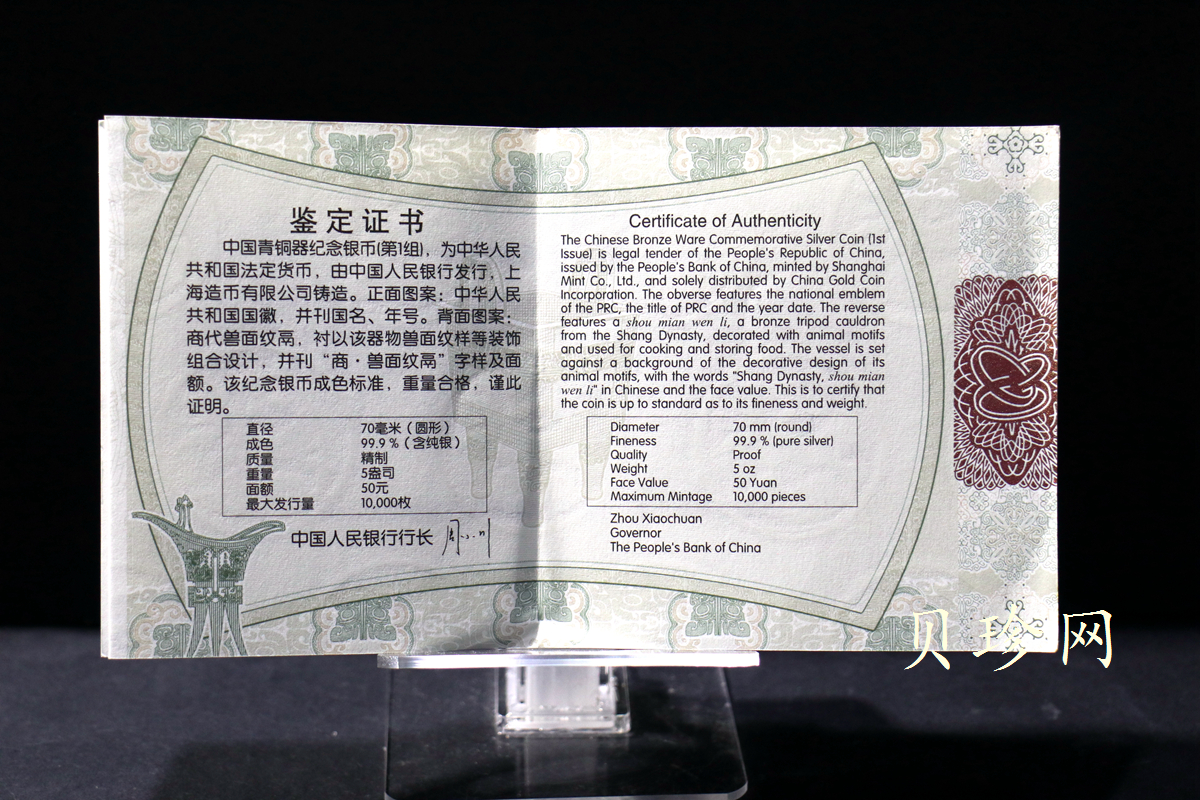 鉴定证书
中国青铜器纪念银币(第1组)，为中华人民
共和国法定货币，由中国人民银行发行，上
海造币有限公司铸造。正面图案：中华人民
共和国国徽，并刊国名、年号。背面图案：
商代兽面纹鬲，衬以该器物兽面纹样等装饰
组合设计，并刊“商·兽面纹鬲”字样及面
额。该纪念银币成色标准，重量合格，谨此
证明。
直径 70毫米（圆形）
成色 99.9％（含纯银）
质量 精制
重量 5盎司
面额 50元
最大发行量 10,000枚
中国人民银行行长 周小川
Certificate of Authenticity
The Chinese Bronze Ware Commemorative Silver Coin (1st
Issue) is legal tender of the People's Republic of China,
issued by the People's Bank of China, minted by Shanghai
Mint Co., Ltd., and solely distributed by China Gold Coin
Incorporation. The obverse features the national emblem
of the PRC, the title of PRC and the year date. The reverse
features a shou mian wen li, a bronze tripod cauldron
from the Shang Dynasty, decorated with animal motifs
and used for cooking and storing food. The vessel is set
against a background of the decorative design of its
animal motifs, with the words "Shang Dynasty, shou mian
wen li" in Chinese and the face value. This is to certify that
the coin is up to standard as to its fineness and weight.
Diameter 70 mm (round)
Fineness 99.9 % (pure silver)
Quality Proof
Weight 5 oz
Face Value 50 Yuan
Maximum Mintage 10,000 pieces
Zhou Xiaochuan
Governor
The People's Bank of China
贝珍网